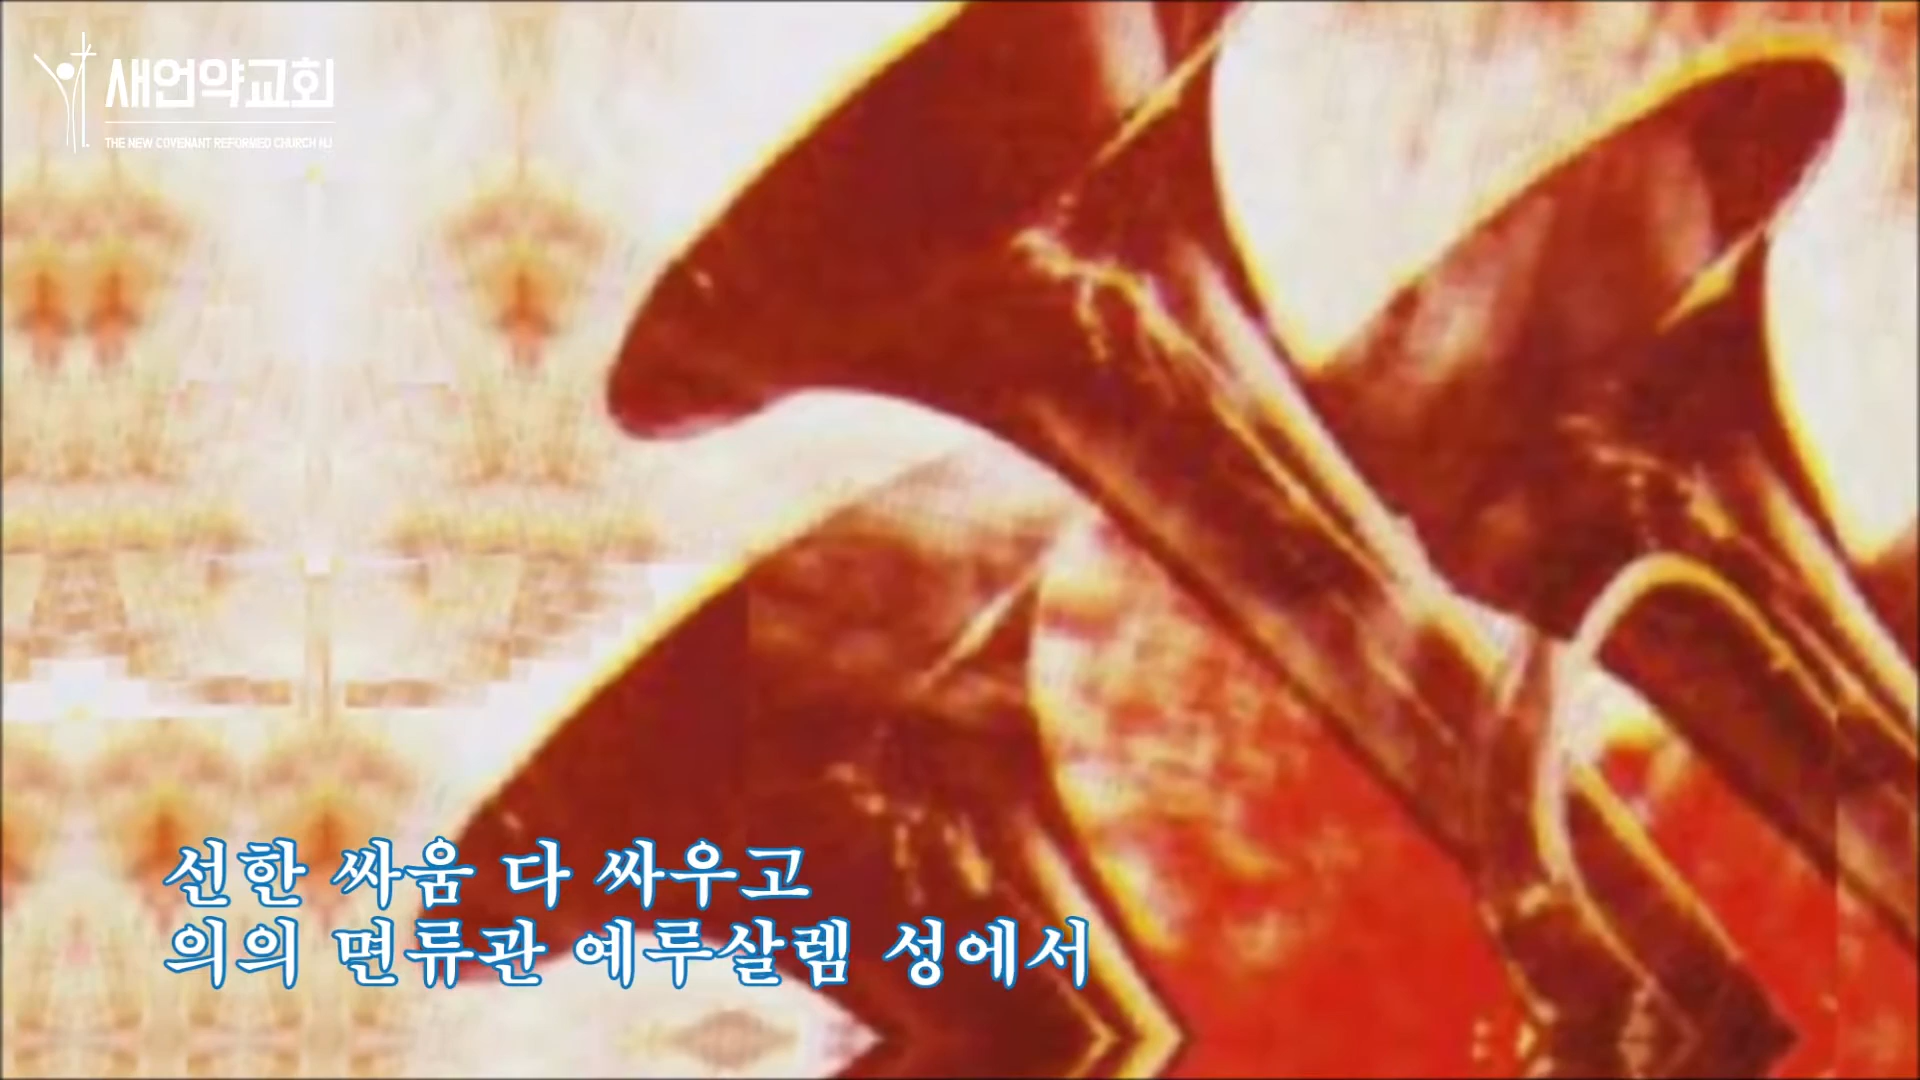 새언약교회
THE NEW COVENANT REFORMED CHURCH NJ
선한 싸움 다 싸우고
의의 면류관 예루살렘 성에서